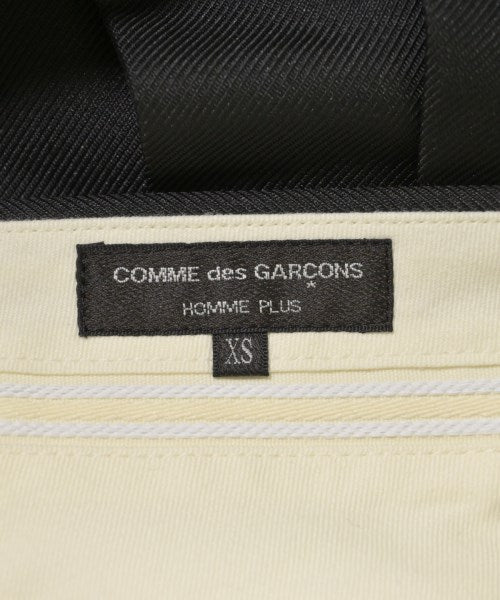 COMME des GARCONS
*
HOMME PLUS
XS